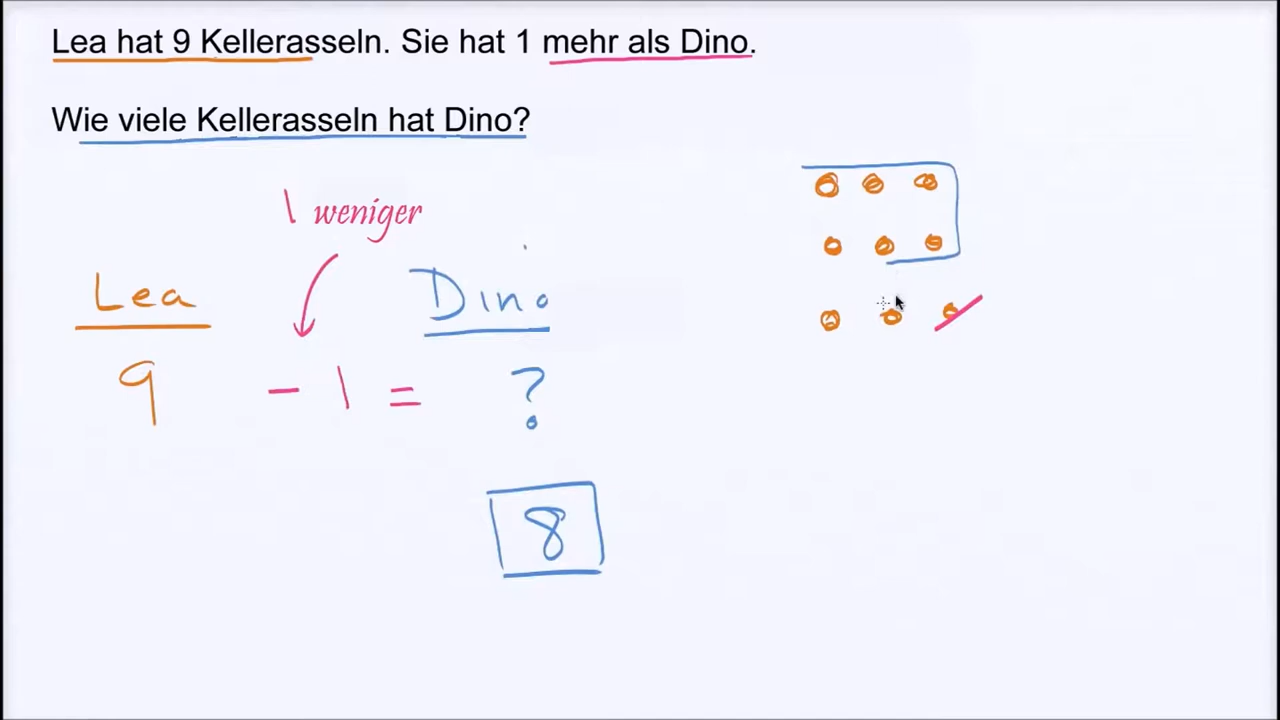 Lea hat 9 Kellerasseln. Sie hat 1 mehr als Dino.
Wie viele Kellerasseln hat Dino?
1 weniger
Lea Dino
9 - 1 = ?
8